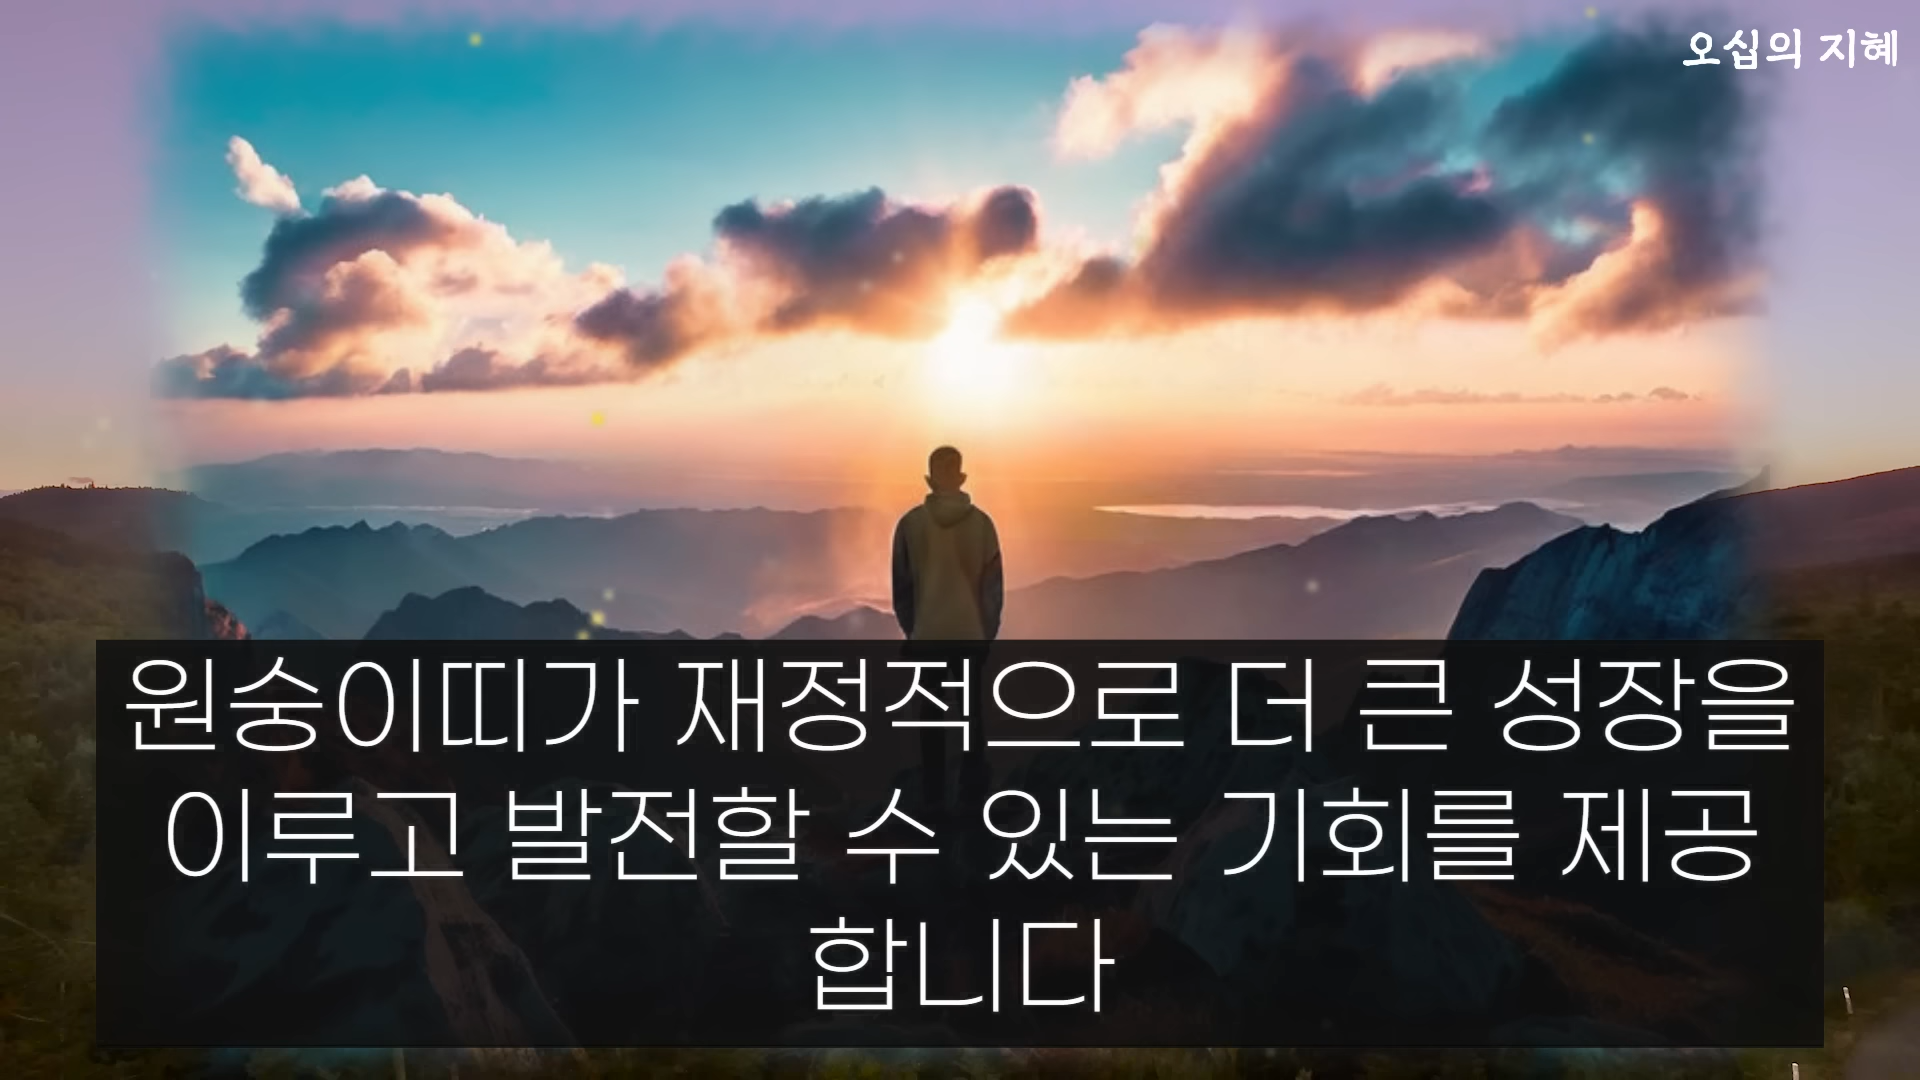 오십의 지혜
원숭이띠가 재정적으로 더 큰 성장을
이루고 발전할 수 있는 기회를 제공
합니다